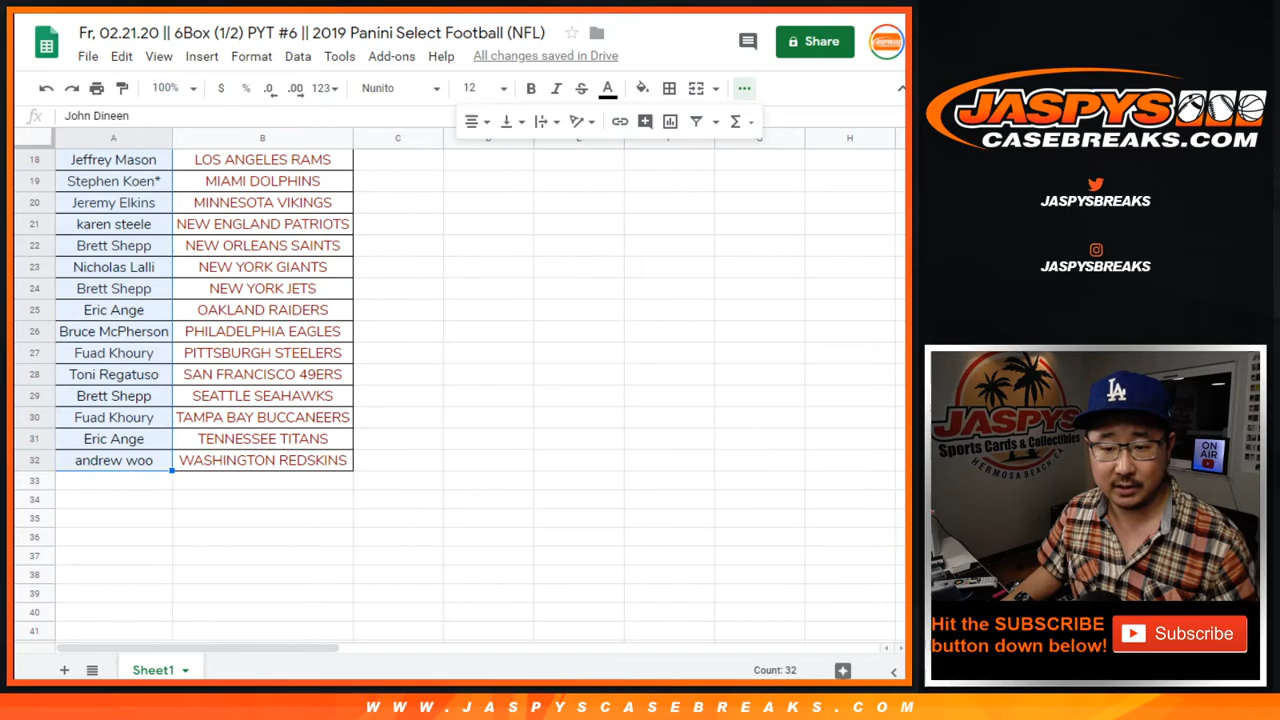 Fr, 02.21.20 || 6Box (1/2) PYT #6 || 2019 Panini Select Football (NFL)
File Edit View Insert Format Data Tools Add-ons Help All changes saved in Drive
Share
100% $ % .0 .00 123 Nunito 12 B I S A
fx John Dineen
A B C H
18 Jeffrey Mason LOS ANGELES RAMS
19 Stephen Koen* MIAMI DOLPHINS
20 Jeremy Elkins MINNESOTA VIKINGS
21 karen steele NEW ENGLAND PATRIOTS
22 Brett Shepp NEW ORLEANS SAINTS
23 Nicholas Lalli NEW YORK GIANTS
24 Brett Shepp NEW YORK JETS
25 Eric Ange OAKLAND RAIDERS
26 Bruce McPherson PHILADELPHIA EAGLES
27 Fuad Khoury PITTSBURGH STEELERS
28 Toni Regatuso SAN FRANCISCO 49ERS
29 Brett Shepp SEATTLE SEAHAWKS
30 Fuad Khoury TAMPA BAY BUCCANEERS
31 Eric Ange TENNESSEE TITANS
32 andrew woo WASHINGTON REDSKINS
33
34
35
36
37
38
39
40
41
Sheet1 Count: 32
JASPYS
CASEBREAKS.COM
JASPYSBREAKS
JASPYSBREAKS
JASPYS
Sports Cards & Collectibles
HERMOSA BEACH, CA
LA
ON
AIR
Hit the SUBSCRIBE
button down below!
Subscribe
WWW.JASPYSCASEBREAKS.COM